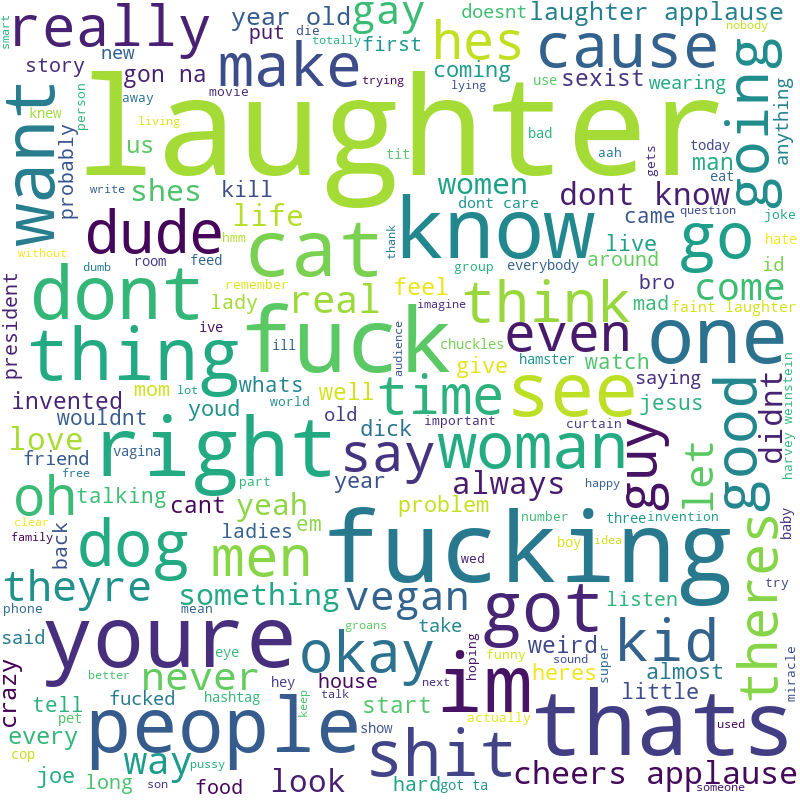 smart
really
year old
put
die
totally
gay
first
doesnt
hes
laughter applause
cause
nobody
story
new
gon na
make
trying
coming
lying
use
sexist
wearing
going
anything
want
probably
knew
person
away
movie
laughter
living
us
tit
bad
aah
gets
today
man
eat
write
shes
kill
women
dont care
dont know
came
question
joke
dude
life
cat
know
thank
go
live
hate
without
hmm
room
feed
dumb
group
everybody
around
id
come
president
dont
lady
remember
real
feel
imagine
think
bro
mad
faint laughter
ive
fuck
ill
audience
chuckles
even
one
thing
whats
mom
lot
world
well
give
time
hamster
see
watch
saying
jesus
good
didnt
harvey weinstein
invented
wouldnt
youd
old
important
curtain
love
friend
vagina
free
right
dick
say
woman
guy
let
oh
talking
part
year
always
happy
cant
yeah
em
problem
number
three
invention
clear
family
back
dog
ladies
men
fucking
wed
boy
idea
theres
baby
try
theyre
something
vegan
got
listen
phone
mean
groans
take
said
youre
eye
okay
hoping
funny
weird
sound
super
kid
almost
miracle
crazy
better
never
hey
house
talk
im
next
heres
little
tell
pet
fucked
hashtag
keep
start
actually
thats
used
every
cop
people
show
shit
way
pussy
joe
long
son
food
look
hard
got ta
cheers applause
someone